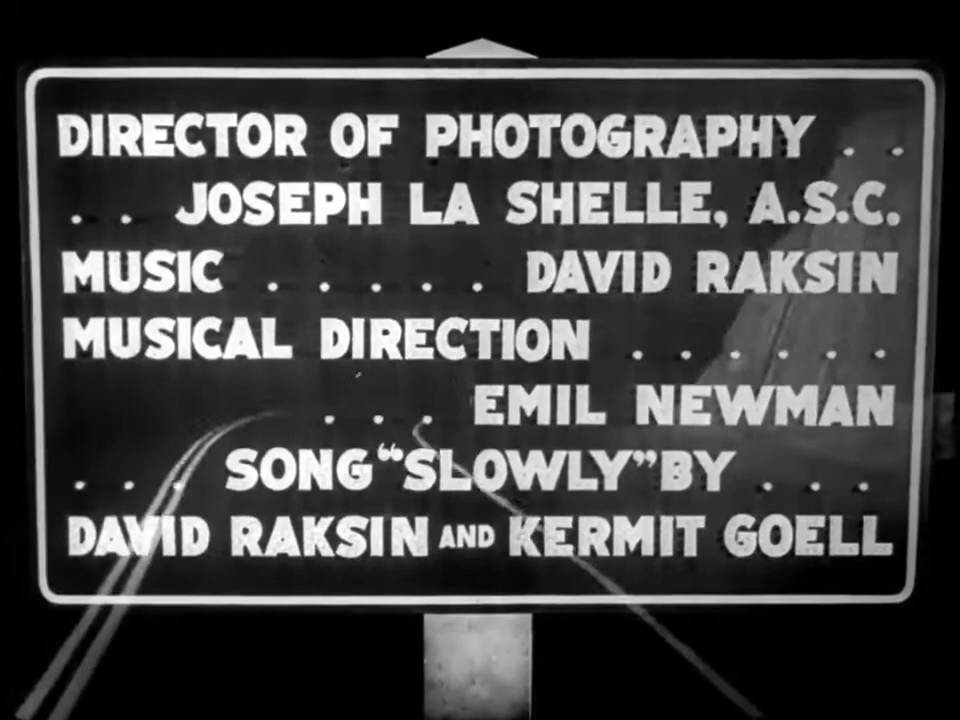 DIRECTOR OF PHOTOGRAPHY . .
. . JOSEPH LA SHELLE, A.S.C.
MUSIC . . . . . DAVID RAKSIN
MUSICAL DIRECTION . . . . . .
. . . EMIL NEWMAN
. . . SONG “SLOWLY” BY . . .
DAVID RAKSIN AND KERMIT GOELL